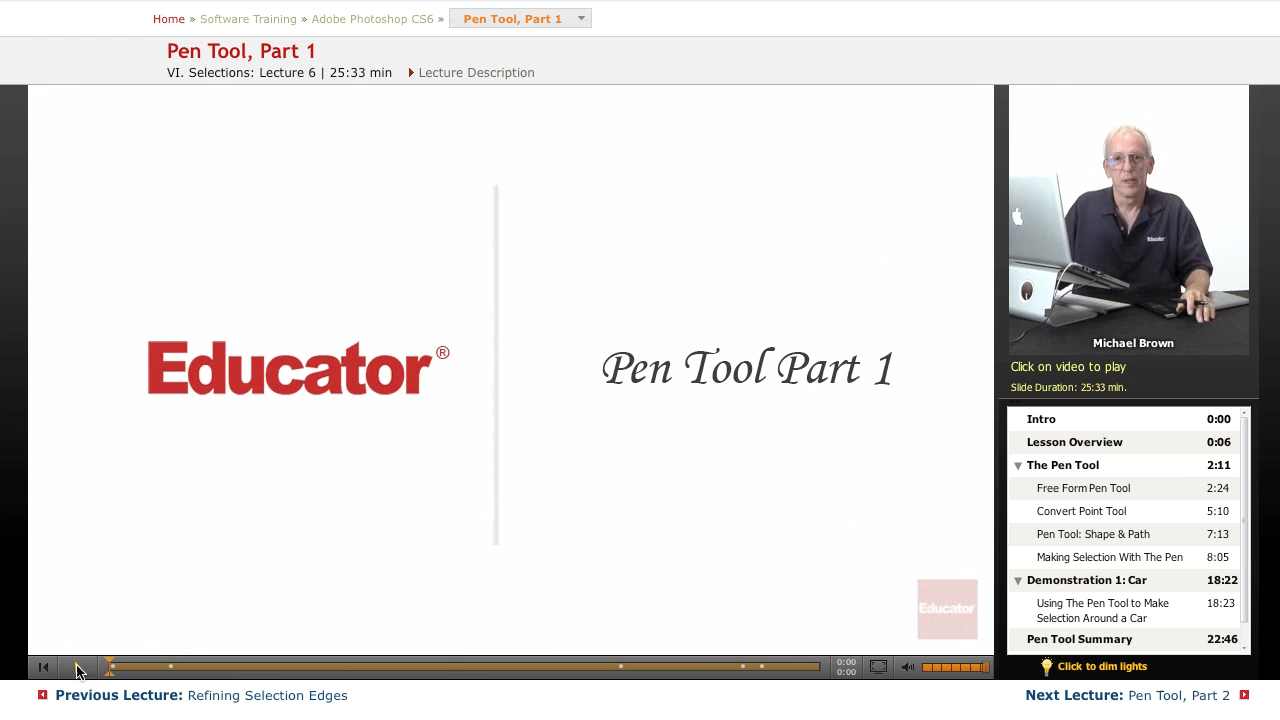 Home » Software Training » Adobe Photoshop CS6 » Pen Tool, Part 1
Pen Tool, Part 1
VI. Selections: Lecture 6 | 25:33 min Lecture Description
Educator®
Pen Tool Part 1
Educator
Educator
Michael Brown
Click on video to play
Slide Duration: 25:33 min.
Intro 0:00
Lesson Overview 0:06
The Pen Tool 2:11
Free Form Pen Tool 2:24
Convert Point Tool 5:10
Pen Tool: Shape & Path 7:13
Making Selection With The Pen 8:05
Demonstration 1: Car 18:22
Using The Pen Tool to Make 18:23
Selection Around a Car
Pen Tool Summary 22:46
0:00
0:00
Click to dim lights
Previous Lecture: Refining Selection Edges
Next Lecture: Pen Tool, Part 2